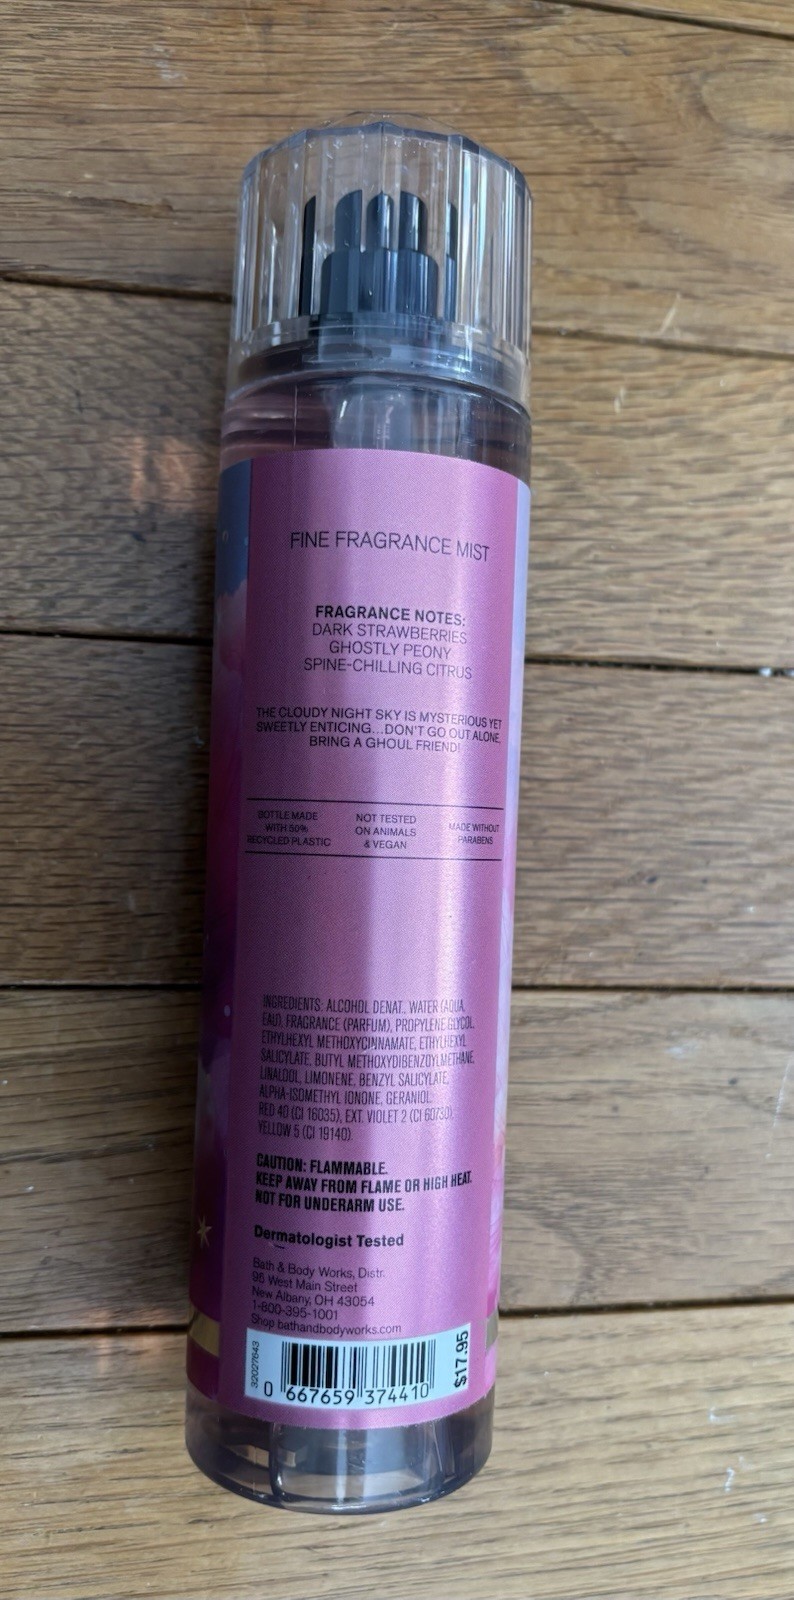 FINE FRAGRANCE MIST
FRAGRANCE NOTES:
DARK STRAWBERRIES
GHOSTLY PEONY
SPINE-CHILLING CITRUS
THE CLOUDY NIGHT SKY IS MYSTERIOUS YET
SWEETLY ENTICING...DON'T GO OUT ALONE,
BRING A GHOUL FRIEND!
BOTTLE MADE
WITH 50%
RECYCLED PLASTIC
NOT TESTED
ON ANIMALS
& VEGAN
MADE WITHOUT
PARABENS
INGREDIENTS: ALCOHOL DENAT., WATER (AQUA,
EAU), FRAGRANCE (PARFUM), PROPYLENE GLYCOL,
ETHYLHEXYL METHOXYCINNAMATE, ETHYLHEXYL
SALICYLATE, BUTYL METHOXYDIBENZOYLMETHANE,
LINALOOL, LIMONENE, BENZYL SALICYLATE,
ALPHA-ISOMETHYL IONONE, GERANIOL,
RED 40 (CI 16035), EXT. VIOLET 2 (CI 60730),
YELLOW 5 (CI 19140).
CAUTION: FLAMMABLE.
KEEP AWAY FROM FLAME OR HIGH HEAT.
NOT FOR UNDERARM USE.
Dermatologist Tested
Bath & Body Works, Distr.
95 West Main Street
New Albany, OH 43054
1-800-395-1001
Shop bathandbodyworks.com
32027643
0 667659 374410
$17.95